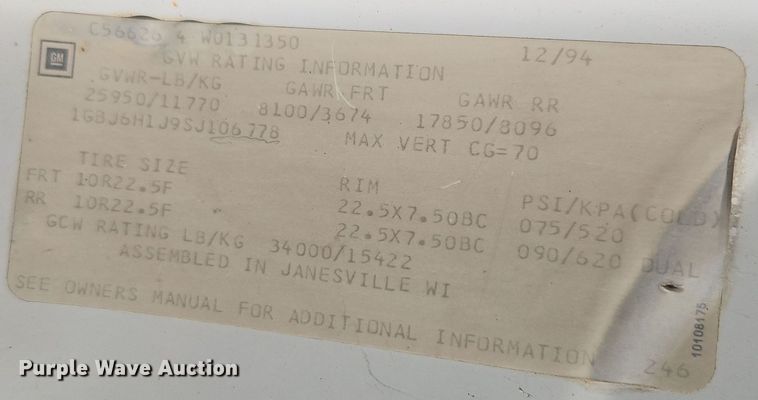 C56626 4 W0131350 12/94
GM
GVW RATING INFORMATION
GVWR-LB/KG GAWR FRT GAWR RR
25950/11770 8100/3674 17850/8096
1GBJ6H1J9SJ106778 MAX VERT CG=70
TIRE SIZE RIM PSI/KPA(COLD)
FRT 10R22.5F 22.5X7.50BC 075/520
RR 10R22.5F 22.5X7.50BC 090/620 DUAL
GCW RATING LB/KG 34000/15422
ASSEMBLED IN JANESVILLE WI
SEE OWNERS MANUAL FOR ADDITIONAL INFORMATION 246
10108175
Purple Wave Auction